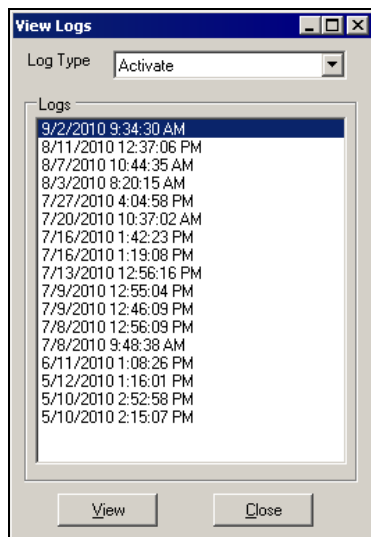 View Logs
Log Type Activate
Logs
9/2/2010 9:34:30 AM
8/11/2010 12:37:06 PM
8/7/2010 10:44:35 AM
8/3/2010 8:20:15 AM
7/27/2010 4:04:58 PM
7/20/2010 10:37:02 AM
7/16/2010 1:42:23 PM
7/16/2010 1:19:08 PM
7/13/2010 12:56:16 PM
7/9/2010 12:55:04 PM
7/9/2010 12:46:09 PM
7/8/2010 12:56:09 PM
7/8/2010 9:48:38 AM
6/11/2010 1:08:26 PM
5/12/2010 1:16:01 PM
5/10/2010 2:52:58 PM
5/10/2010 2:15:07 PM
View Close